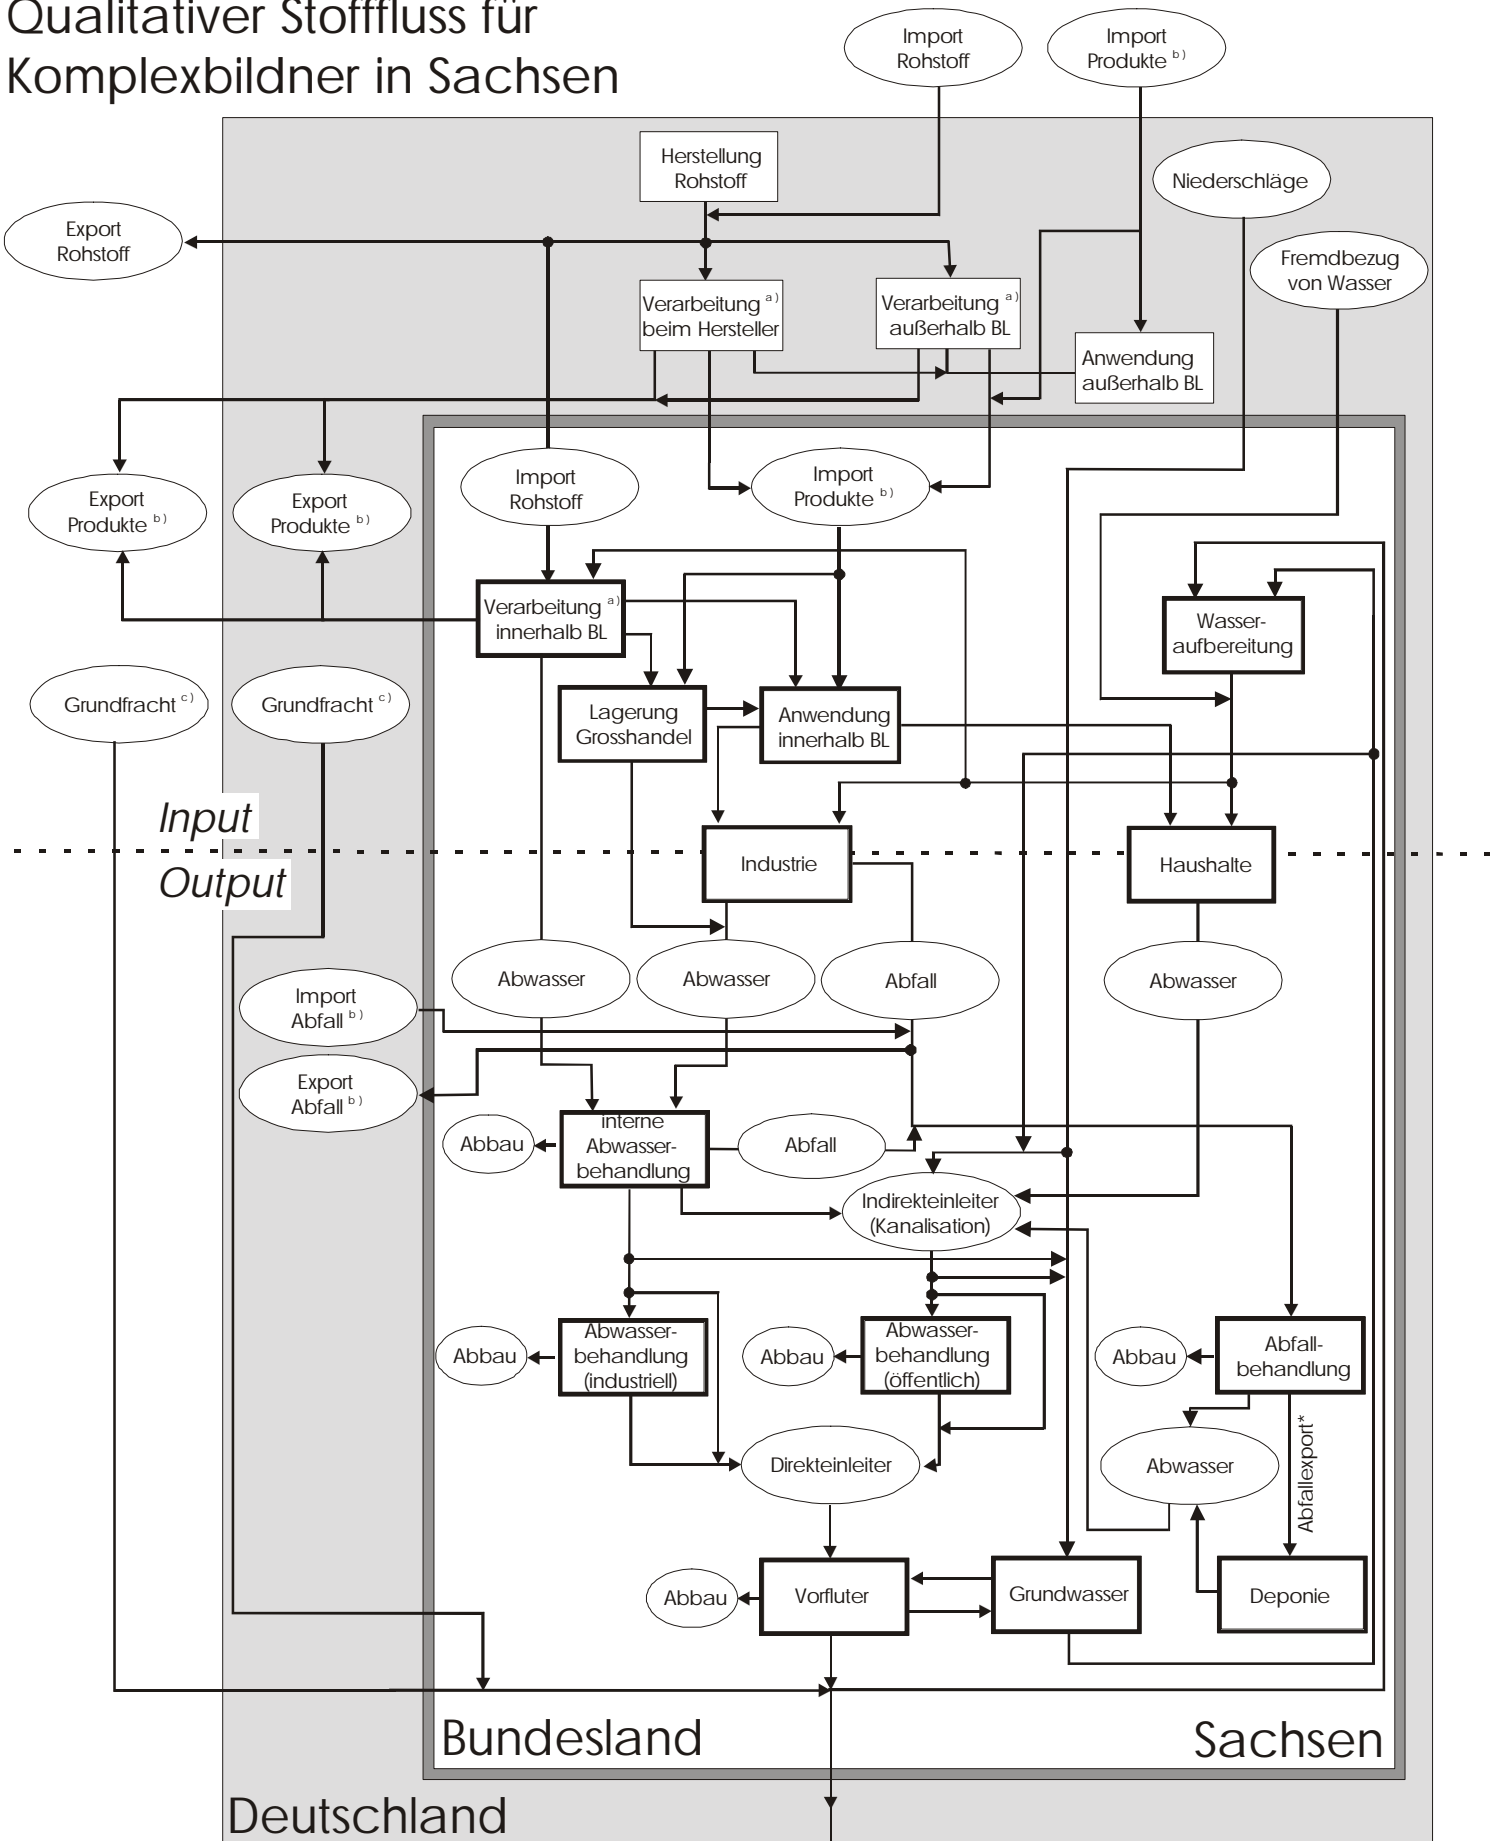 Qualitativer Stofffluss für
Komplexbildner in Sachsen
Import
Rohstoff
Import
Produkte b)
Herstellung
Rohstoff
Niederschläge
Export
Rohstoff
Fremdbezug
von Wasser
Verarbeitung a)
beim Hersteller
Verarbeitung a)
außerhalb BL
Anwendung
außerhalb BL
Import
Rohstoff
Import
Produkte b)
Export
Produkte b)
Export
Produkte b)
Verarbeitung a)
innerhalb BL
Wasser-
aufbereitung
Grundfracht c)
Grundfracht c)
Lagerung
Grosshandel
Anwendung
innerhalb BL
Input
Output
Industrie
Haushalte
Abwasser
Abwasser
Abfall
Abwasser
Import
Abfall b)
Export
Abfall b)
Abbau
interne
Abwasser-
behandlung
Abfall
Indirekteinleiter
(Kanalisation)
Abbau
Abwasser-
behandlung
(industriell)
Abbau
Abwasser-
behandlung
(öffentlich)
Abbau
Abfall-
behandlung
Direkteinleiter
Abwasser
Abfallexport*
Abbau
Vorfluter
Grundwasser
Deponie
Bundesland
Sachsen
Deutschland